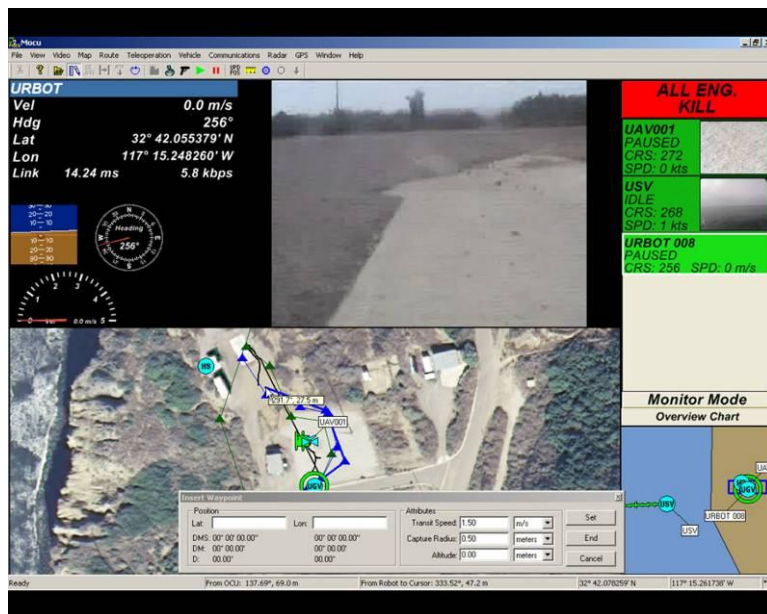 Mocu
File View Video Map Route Teleoperation Vehicle Communications Radar GPS Window Help
URBOT
Vel 0.0 m/s
Hdg 256°
Lat 32° 42.055379' N
Lon 117° 15.248260' W
Link 14.24 ms 5.8 kbps
Heading
256°
0.0 m/s
ALL ENG.
KILL
UAV001
PAUSED
CRS: 272
SPD: 0 kts
USV
IDLE
CRS: 268
SPD: 1 kts
URBOT 008
PAUSED
CRS: 256 SPD: 0 m/s
Monitor Mode
Overview Chart
HS
UAV001
UGV
USV
UGV
URBOT 008
USV
Insert Waypoint
Position
Lat: Lon:
DMS: 00° 00' 00.00" 00° 00' 00.00"
DM: 00° 00.00' 00° 00.00'
D: 00.00° 00.00°
Attributes
Transit Speed: 1.50 m/s
Capture Radius: 0.50 meters
Altitude: 0.00 meters
Set
End
Cancel
Ready From OCU: 137.69°, 69.0 m From Robot to Cursor: 333.52°, 47.2 m 32° 42.078259' N 117° 15.261738' W